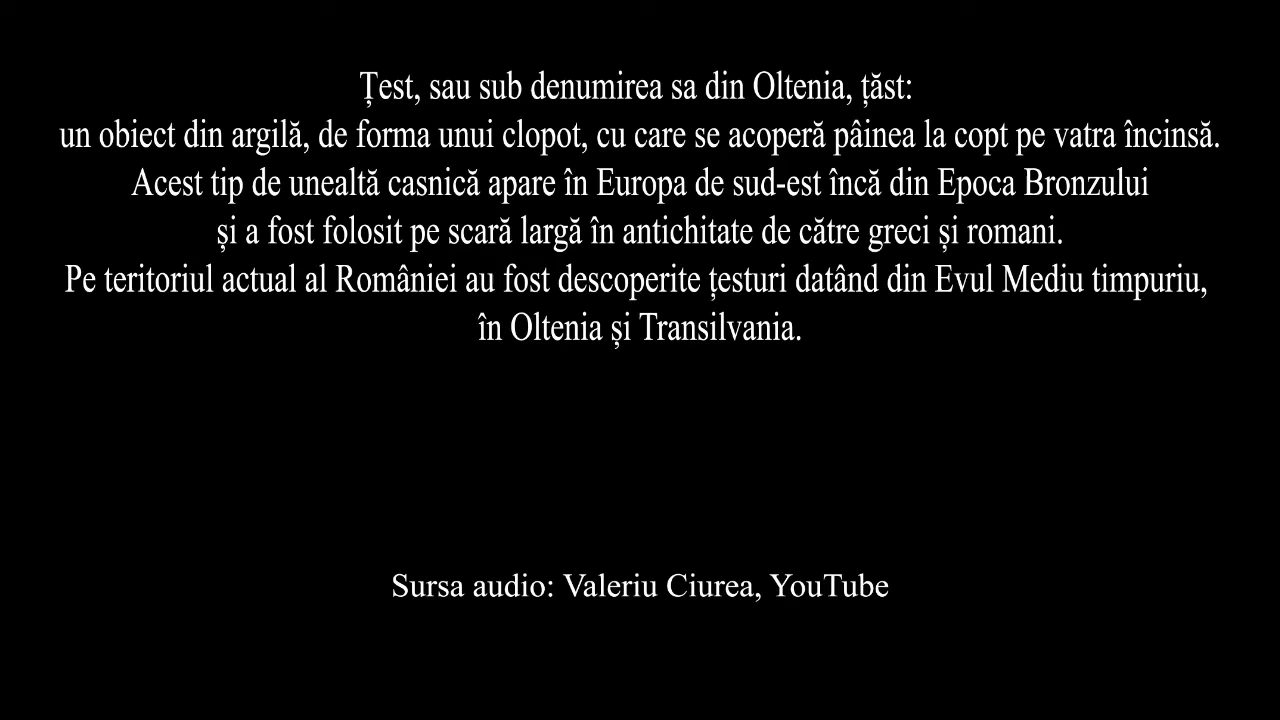 Țest, sau sub denumirea sa din Oltenia, țăst:
un obiect din argilă, de forma unui clopot, cu care se acoperă pâinea la copt pe vatra încinsă.
Acest tip de unealtă casnică apare în Europa de sud-est încă din Epoca Bronzului
și a fost folosit pe scară largă în antichitate de către greci și romani.
Pe teritoriul actual al României au fost descoperite țesturi datând din Evul Mediu timpuriu,
în Oltenia și Transilvania.
Sursa audio: Valeriu Ciurea, YouTube